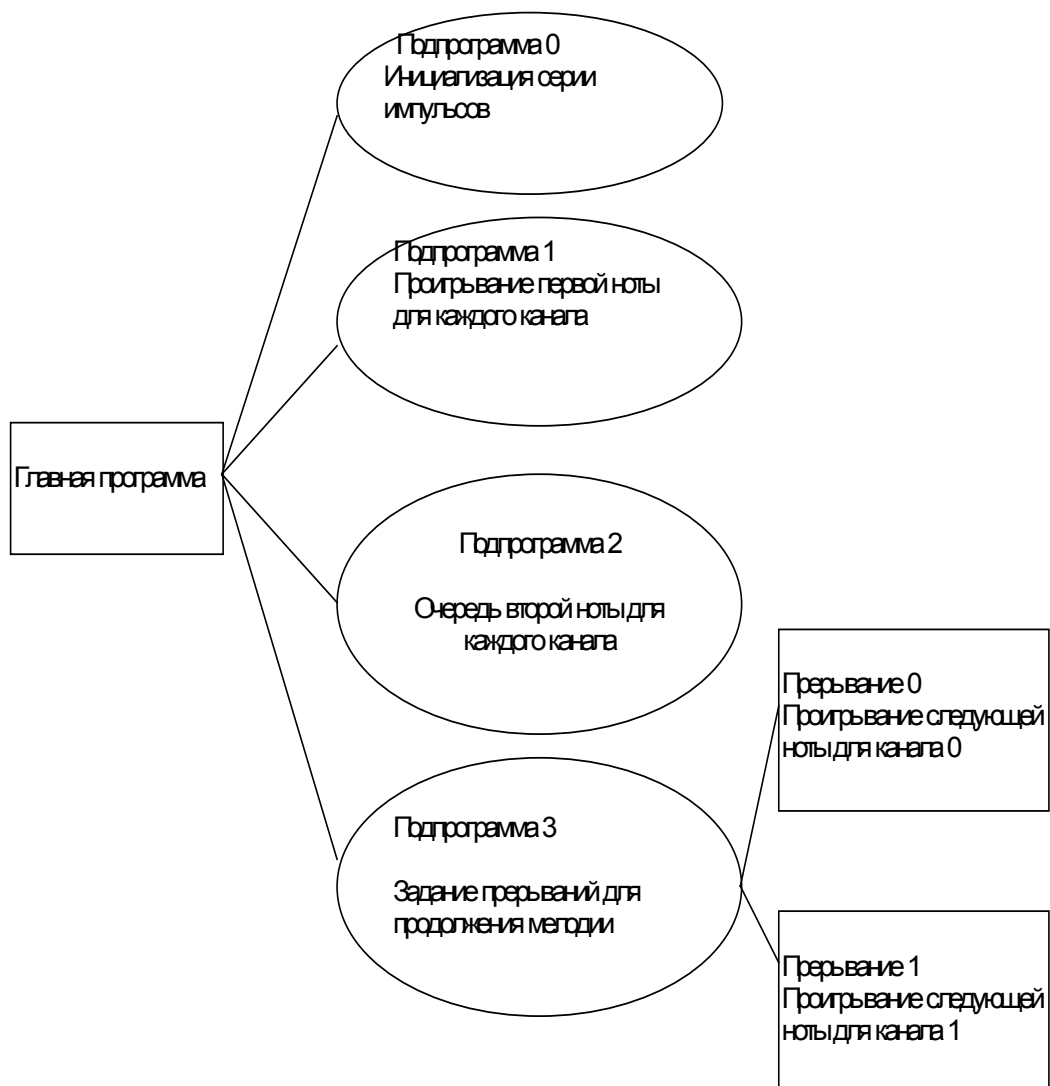 Подпрограмма 0
Инициализация серии
импульсов
Подпрограмма 1
Проигрывание первой ноты
для каждого канала
Главная программа
Подпрограмма 2
Очередь второй ноты для
каждого канала
Прерывание 0
Проигрывание следующей
ноты для канала 0
Подпрограмма 3
Задание прерываний для
продолжения мелодии
Прерывание 1
Проигрывание следующей
ноты для канала 1